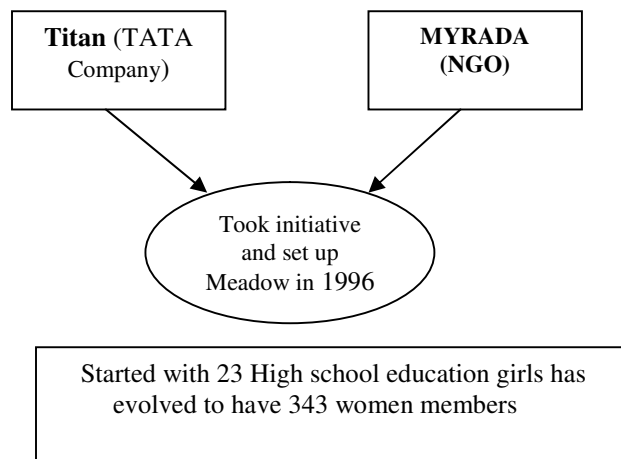 Titan (TATA
Company)
MYRADA
(NGO)
Took initiative
and set up
Meadow in 1996
Started with 23 High school education girls has
evolved to have 343 women members